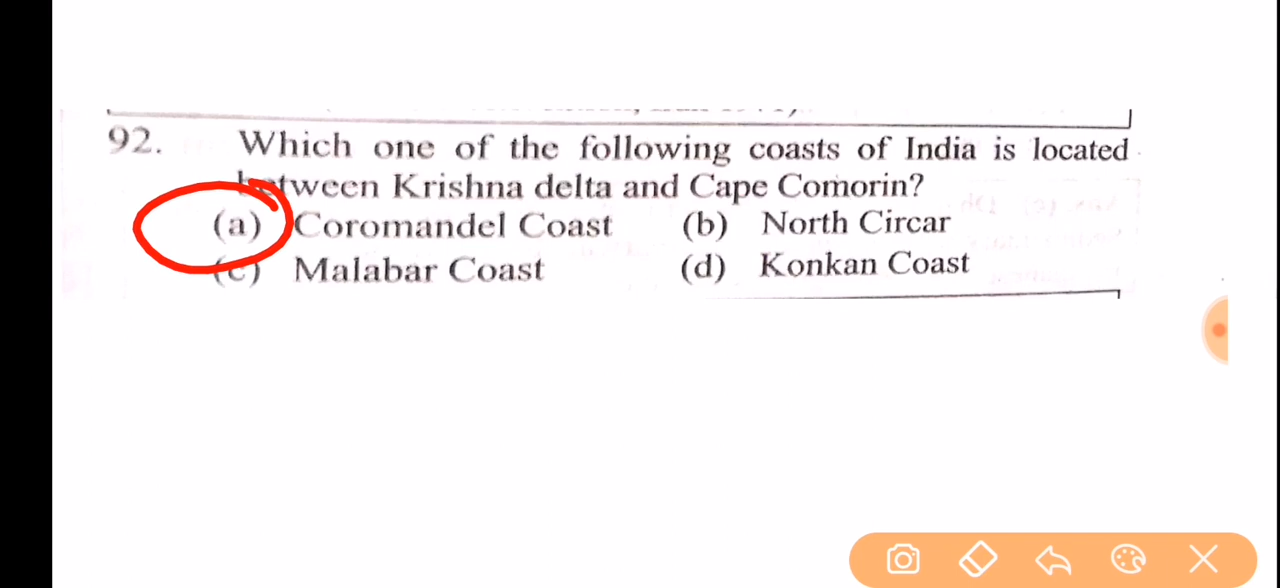 92. Which one of the following coasts of India is located
between Krishna delta and Cape Comorin?
(a) Coromandel Coast (b) North Circar
(c) Malabar Coast (d) Konkan Coast